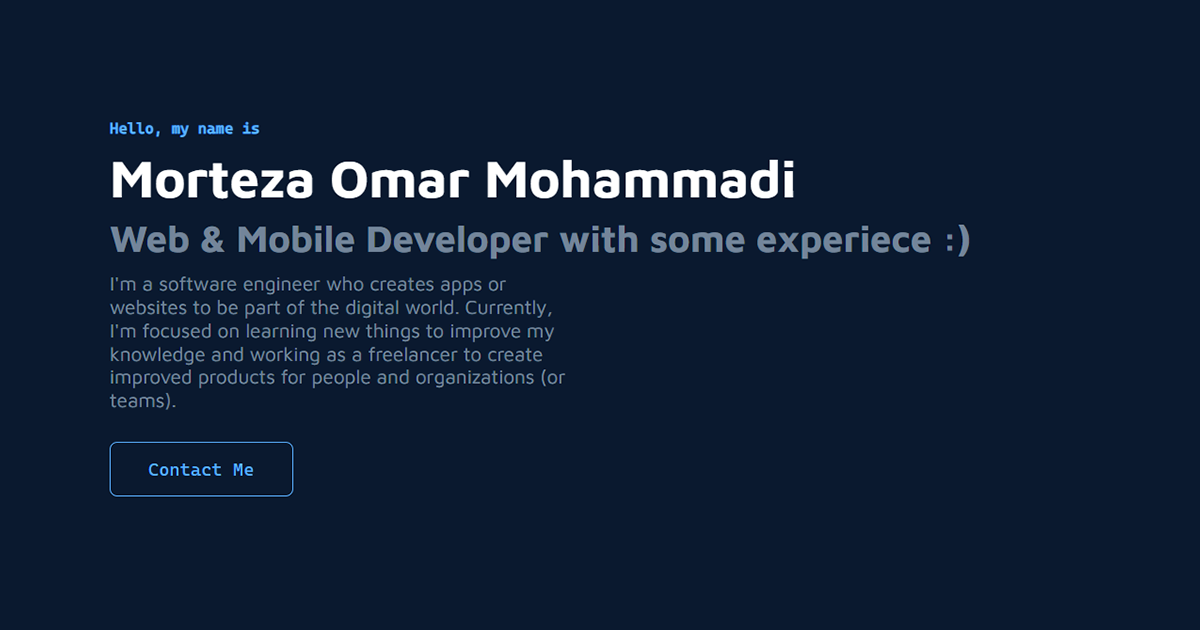 Hello, my name is
Morteza Omar Mohammadi
Web & Mobile Developer with some experiece :)
I'm a software engineer who creates apps or
websites to be part of the digital world. Currently,
I'm focused on learning new things to improve my
knowledge and working as a freelancer to create
improved products for people and organizations (or
teams).
Contact Me